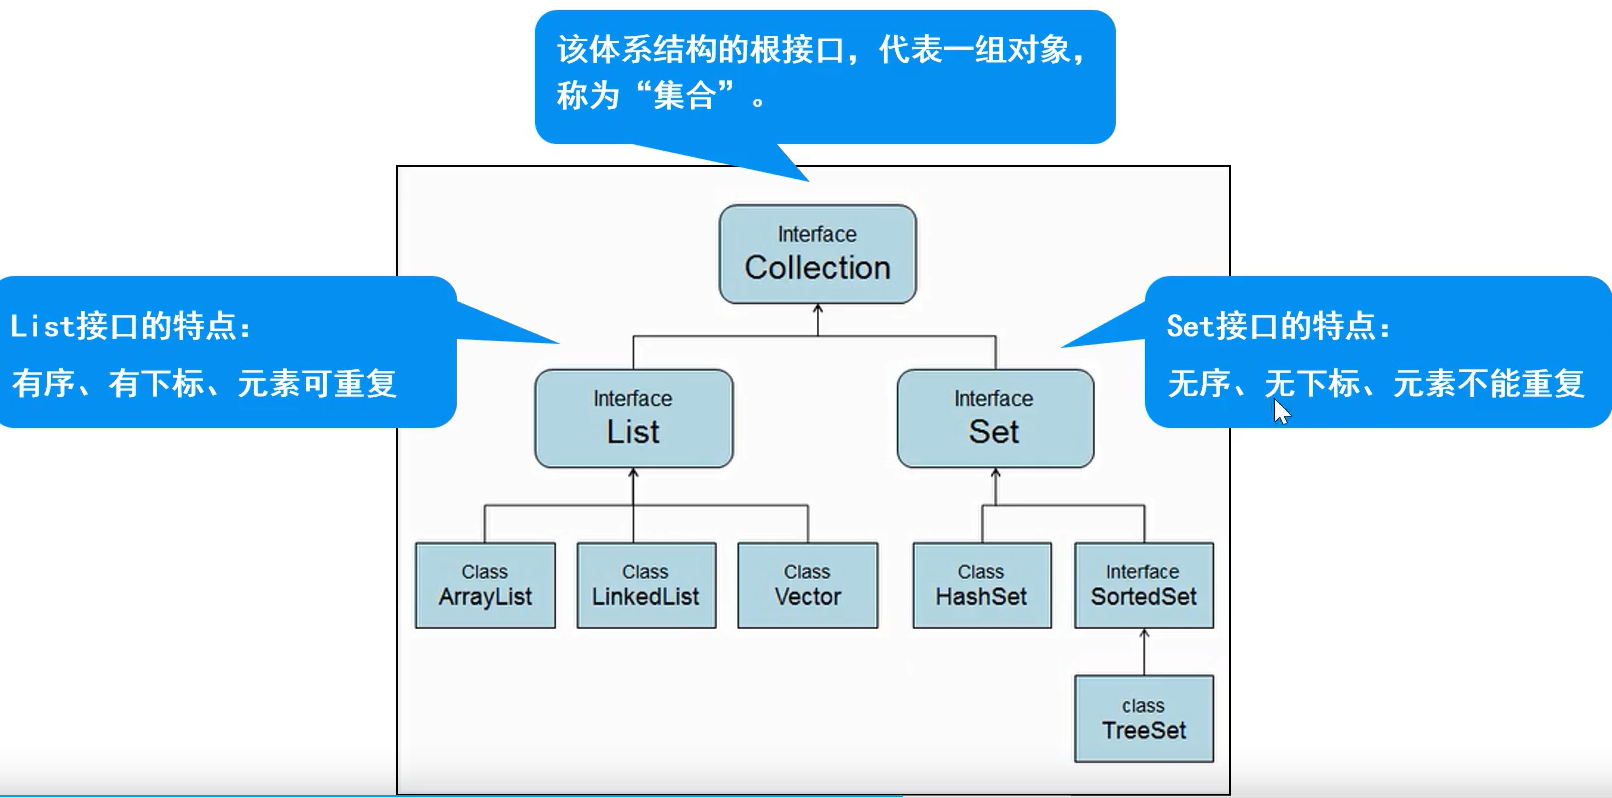 该体系结构的根接口，代表一组对象，
称为“集合”。
Interface
Collection
List接口的特点：
有序、有下标、元素可重复
Set接口的特点：
无序、无下标、元素不能重复
Interface
List
Interface
Set
Class
ArrayList
Class
LinkedList
Class
Vector
Class
HashSet
Interface
SortedSet
class
TreeSet